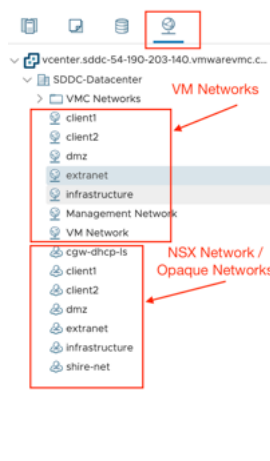 vcenter.sddc-54-190-203-140.vmwarevmc.c...
SDDC-Datacenter
VMC Networks
VM Networks
client1
client2
dmz
extranet
infrastructure
Management Network
VM Network
cgw-dhcp-ls
NSX Network /
Opaque Networks
client1
client2
dmz
extranet
infrastructure
shire-net